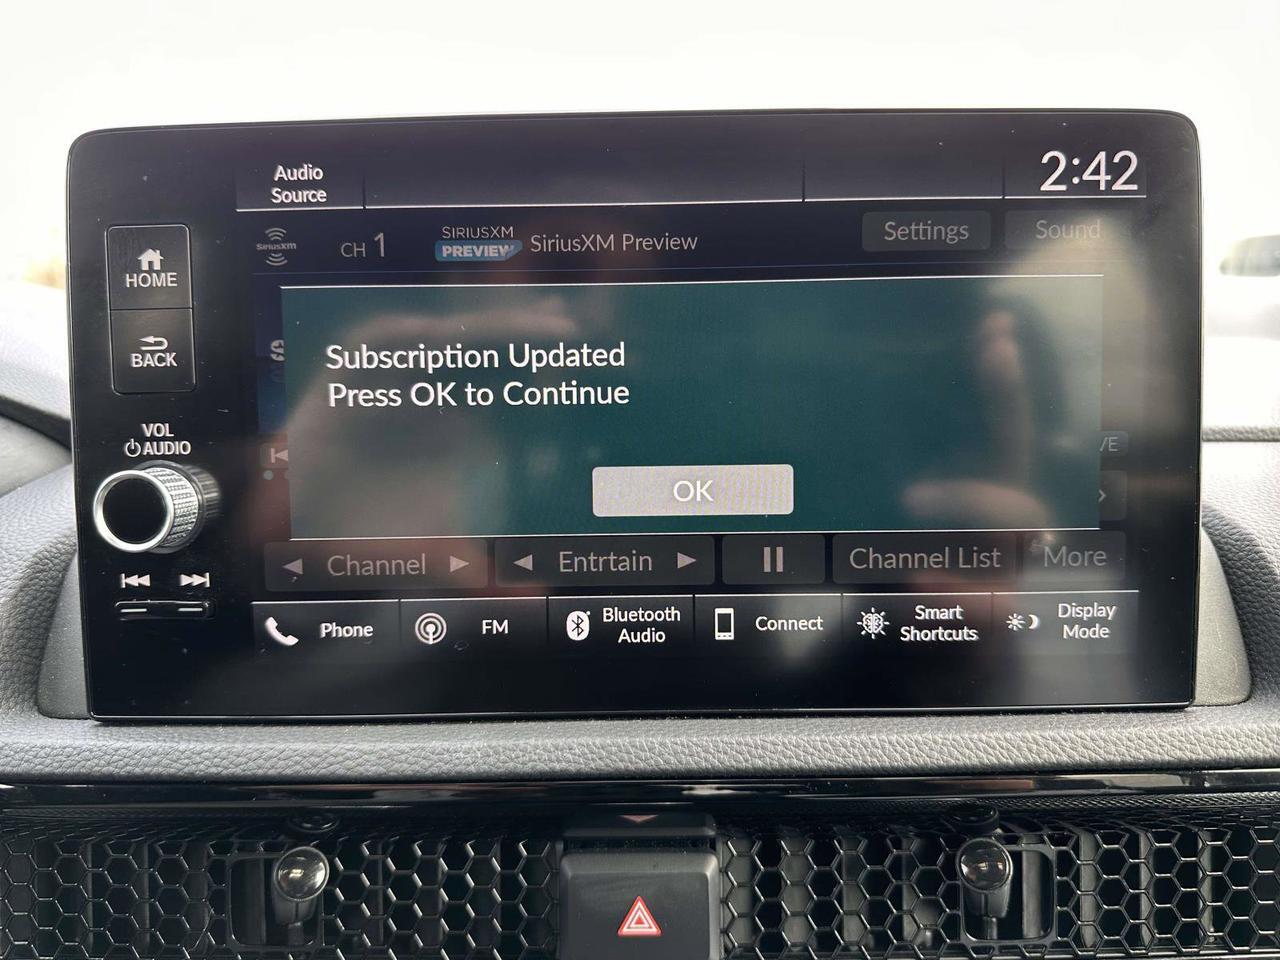 Audio
Source
2:42
SiriusXM
CH 1
SIRIUSXM
PREVIEW
SiriusXM Preview
Settings
Sound
HOME
BACK
Subscription Updated
Press OK to Continue
VOL
AUDIO
OK
Channel
Entrtain
Channel List
More
Phone
FM
Bluetooth
Audio
Connect
Smart
Shortcuts
Display
Mode